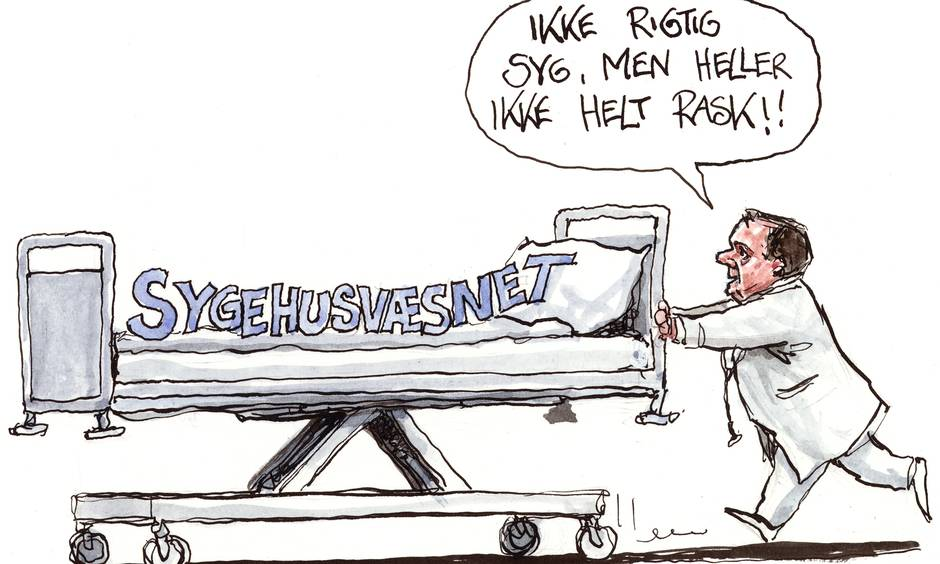 IKKE RIGTIG
SYG, MEN HELLER
IKKE HELT RASK!!
SYGEHUSVÆSNET